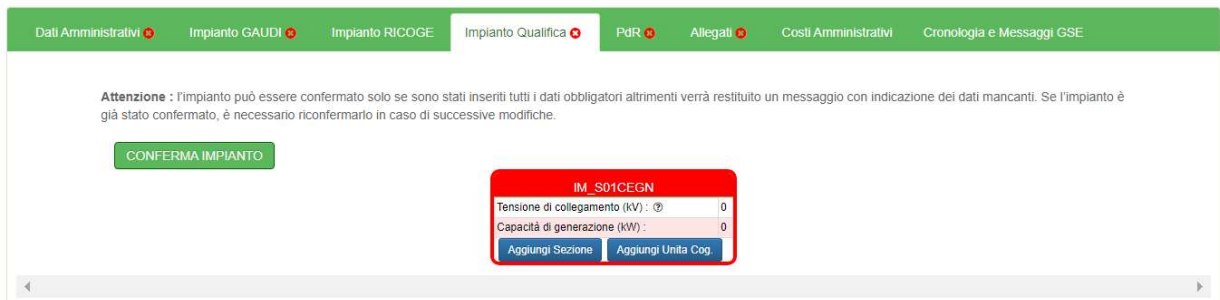 Dati Amministrativi Impianto GAUDI Impianto RICOGE Impianto Qualifica PdR Allegati Costi Amministrativi Cronologia e Messaggi GSE
Attenzione : l'impianto può essere confermato solo se sono stati inseriti tutti i dati obbligatori altrimenti verrà restituito un messaggio con indicazione dei dati mancanti. Se l'impianto è
già stato confermato, è necessario riconfermarlo in caso di successive modifiche.
CONFERMA IMPIANTO
IM_S01CEGN
Tensione di collegamento (kV) : ? 0
Capacità di generazione (kW) : 0
Aggiungi Sezione Aggiungi Unita Cog.